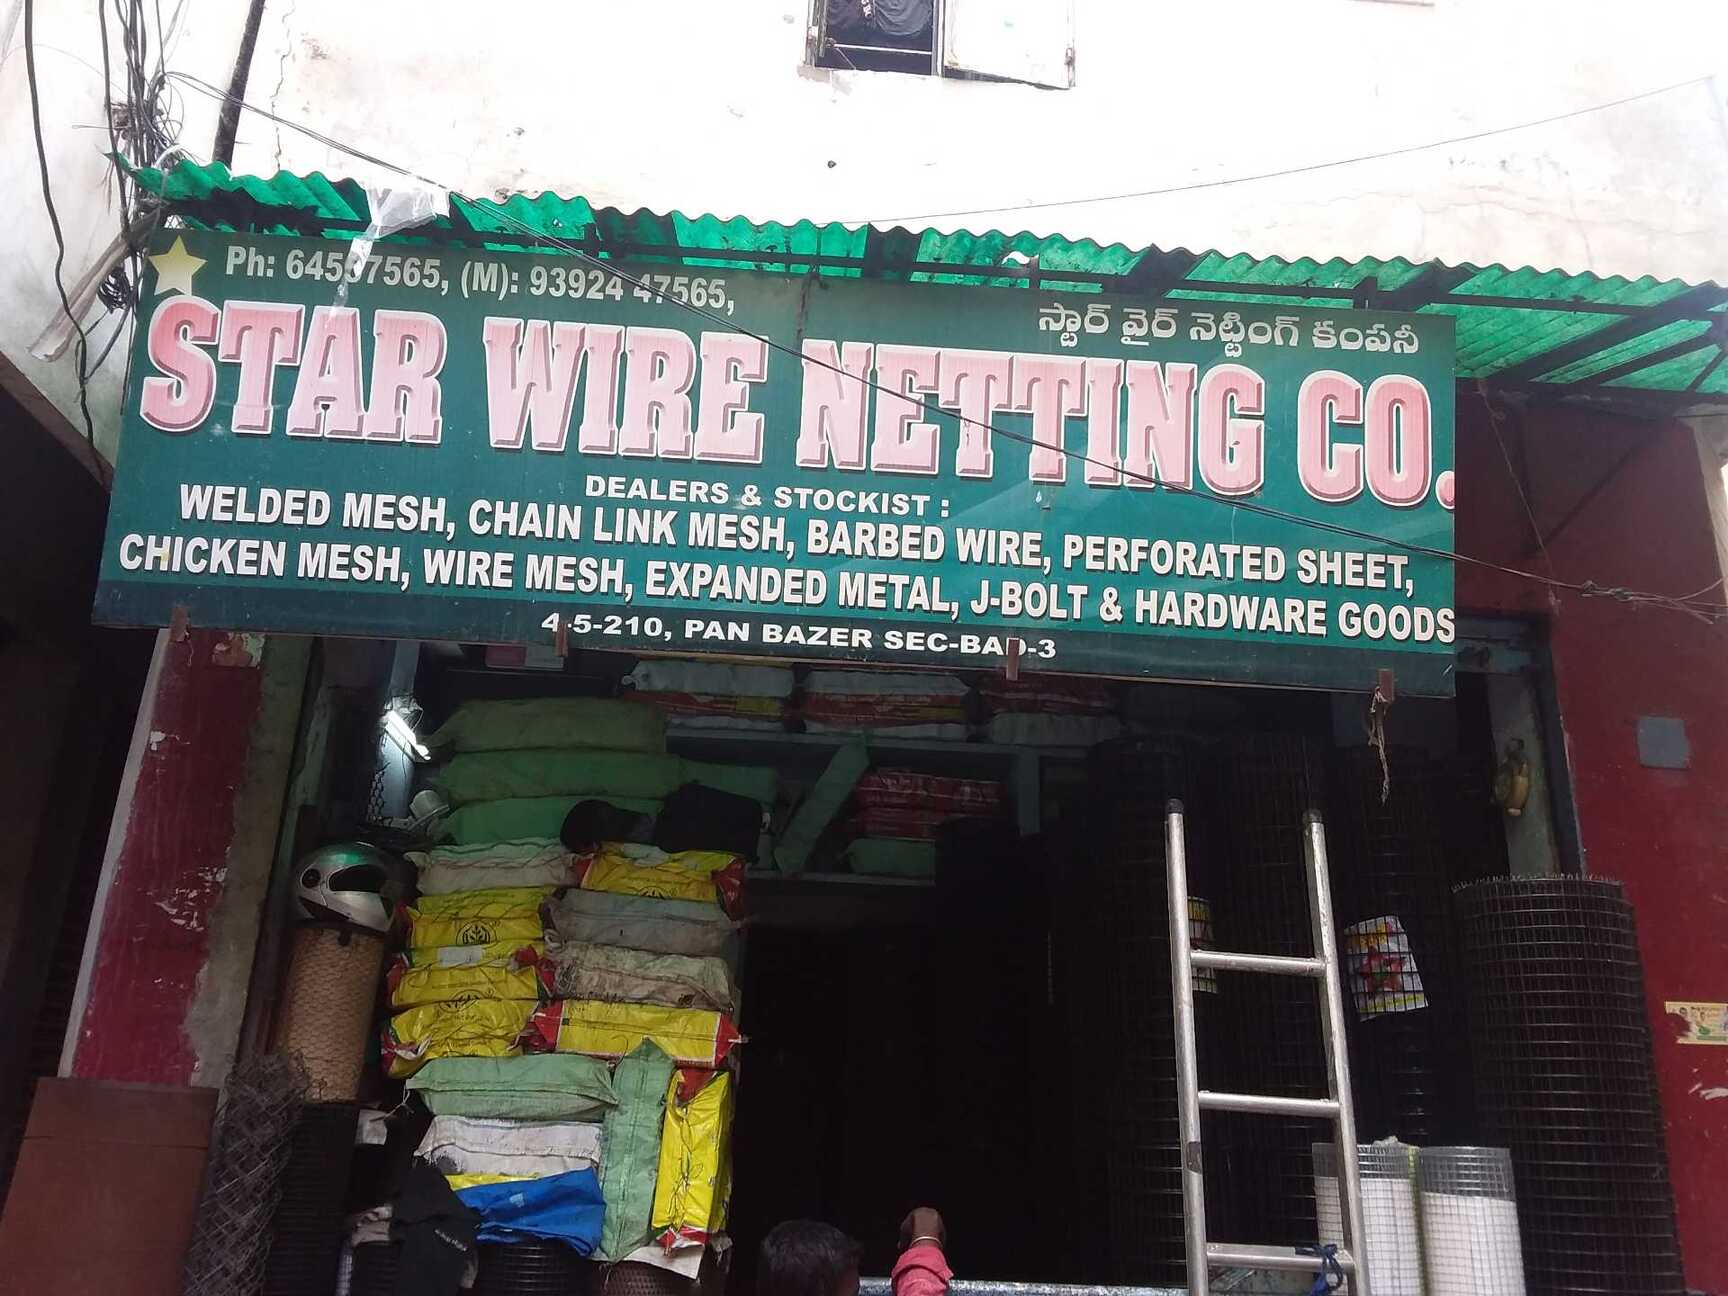 Ph: 64557565, (M): 93924 47565,
స్టార్ వైర్ నెట్టింగ్ కంపనీ
STAR WIRE NETTING CO.
DEALERS & STOCKIST :
WELDED MESH, CHAIN LINK MESH, BARBED WIRE, PERFORATED SHEET,
CHICKEN MESH, WIRE MESH, EXPANDED METAL, J-BOLT & HARDWARE GOODS
4-5-210, PAN BAZER SEC-BAD-3